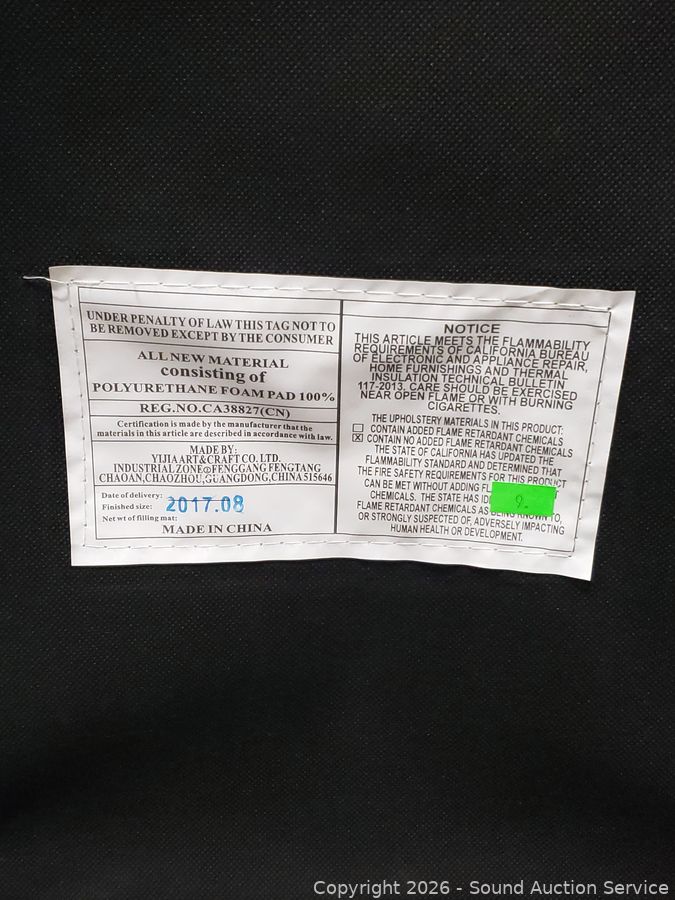 UNDER PENALTY OF LAW THIS TAG NOT TO
BE REMOVED EXCEPT BY THE CONSUMER
ALL NEW MATERIAL
consisting of
POLYURETHANE FOAM PAD 100%
REG.NO.CA38827(CN)
Certification is made by the manufacturer that the
materials in this article are described in accordance with law.
MADE BY:
YIJIA ART&CRAFT CO. LTD.
INDUSTRIAL ZONE FENGGANG FENGTANG
CHAOAN,CHAOZHOU,GUANGDONG,CHINA 515646
Date of delivery:
Finished size: 2017.08
Net wt of filling mat:
MADE IN CHINA
NOTICE
THIS ARTICLE MEETS THE FLAMMABILITY
REQUIREMENTS OF CALIFORNIA BUREAU
OF ELECTRONIC AND APPLIANCE REPAIR,
HOME FURNISHINGS AND THERMAL
INSULATION TECHNICAL BULLETIN
117-2013. CARE SHOULD BE EXERCISED
NEAR OPEN FLAME OR WITH BURNING
CIGARETTES.
THE UPHOLSTERY MATERIALS IN THIS PRODUCT:
☐ CONTAIN ADDED FLAME RETARDANT CHEMICALS
☒ CONTAIN NO ADDED FLAME RETARDANT CHEMICALS
THE STATE OF CALIFORNIA HAS UPDATED THE
FLAMMABILITY STANDARD AND DETERMINED THAT
THE FIRE SAFETY REQUIREMENTS FOR THIS PRODUCT
CAN BE MET WITHOUT ADDING
CHEMICALS. THE STATE HAS
FLAME RETARDANT CHEMICALS AS BEING KNOWN TO,
OR STRONGLY SUSPECTED OF, ADVERSELY IMPACTING
HUMAN HEALTH OR DEVELOPMENT.
9.
Copyright 2026 - Sound Auction Service